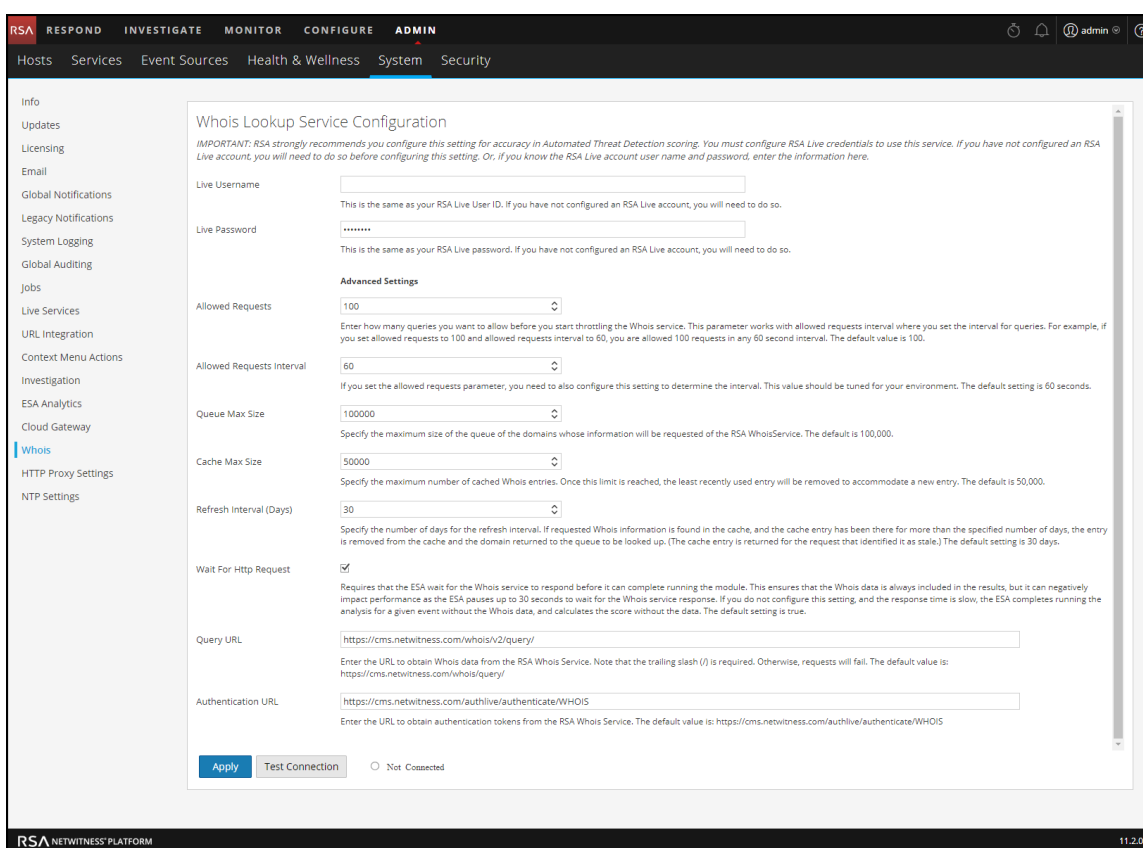 RSA RESPOND INVESTIGATE MONITOR CONFIGURE ADMIN admin
Hosts Services Event Sources Health & Wellness System Security
Info
Updates
Licensing
Email
Global Notifications
Legacy Notifications
System Logging
Global Auditing
Jobs
Live Services
URL Integration
Context Menu Actions
Investigation
ESA Analytics
Cloud Gateway
Whois
HTTP Proxy Settings
NTP Settings
Whois Lookup Service Configuration
IMPORTANT: RSA strongly recommends you configure this setting for accuracy in Automated Threat Detection scoring. You must configure RSA Live credentials to use this service. If you have not configured an RSA
Live account, you will need to do so before configuring this setting. Or, if you know the RSA Live account user name and password, enter the information here.
Live Username
This is the same as your RSA Live User ID. If you have not configured an RSA Live account, you will need to do so.
Live Password ••••••••
This is the same as your RSA Live password. If you have not configured an RSA Live account, you will need to do so.
Advanced Settings
Allowed Requests 100
Enter how many queries you want to allow before you start throttling the Whois service. This parameter works with allowed requests interval where you set the interval for queries. For example, if
you set allowed requests to 100 and allowed requests interval to 60, you are allowed 100 requests in any 60 second interval. The default value is 100.
Allowed Requests Interval 60
If you set the allowed requests parameter, you need to also configure this setting to determine the interval. This value should be tuned for your environment. The default setting is 60 seconds.
Queue Max Size 100000
Specify the maximum size of the queue of the domains whose information will be requested of the RSA WhoisService. The default is 100,000.
Cache Max Size 50000
Specify the maximum number of cached Whois entries. Once this limit is reached, the least recently used entry will be removed to accommodate a new entry. The default is 50,000.
Refresh Interval (Days) 30
Specify the number of days for the refresh interval. If requested Whois information is found in the cache, and the cache entry has been there for more than the specified number of days, the entry
is removed from the cache and the domain returned to the queue to be looked up. (The cache entry is returned for the request that identified it as stale.) The default setting is 30 days.
Wait For Http Request
Requires that the ESA wait for the Whois service to respond before it can complete running the module. This ensures that the Whois data is always included in the results, but it can negatively
impact performance as the ESA pauses up to 30 seconds to wait for the Whois service response. If you do not configure this setting, and the response time is slow, the ESA completes running the
analysis for a given event without the Whois data, and calculates the score without the data. The default setting is true.
Query URL https://cms.netwitness.com/whois/v2/query/
Enter the URL to obtain Whois data from the RSA Whois Service. Note that the trailing slash (/) is required. Otherwise, requests will fail. The default value is:
https://cms.netwitness.com/whois/query/
Authentication URL https://cms.netwitness.com/authlive/authenticate/WHOIS
Enter the URL to obtain authentication tokens from the RSA Whois Service. The default value is: https://cms.netwitness.com/authlive/authenticate/WHOIS
Apply Test Connection Not Connected
RSA NETWITNESS® PLATFORM 11.2.0